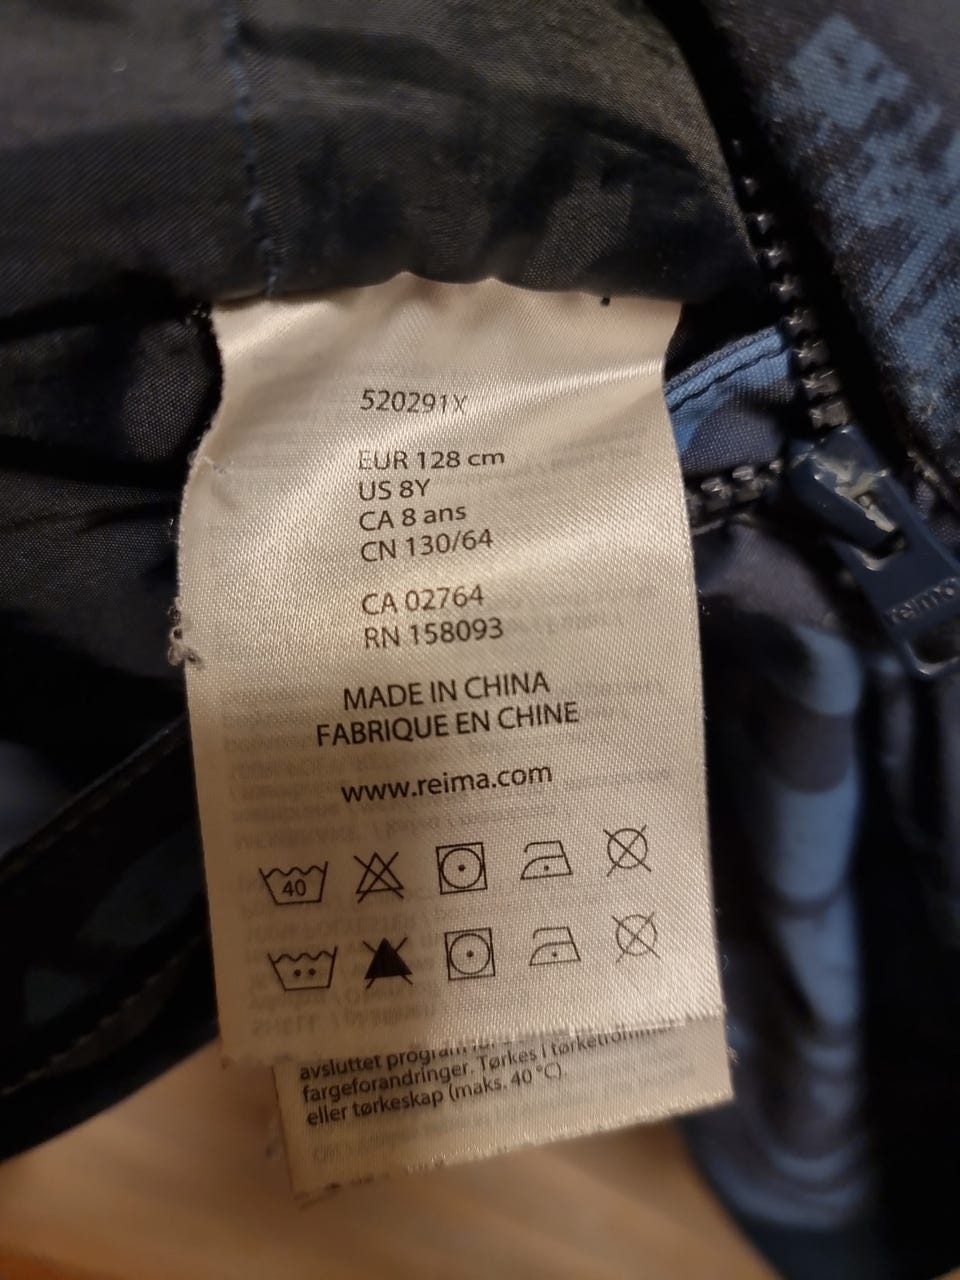 520291X
EUR 128 cm
US 8Y
CA 8 ans
CN 130/64
CA 02764
RN 158093
MADE IN CHINA
FABRIQUE EN CHINE
www.reima.com
40
avsluttet program
fargeforandringer. Tørkes i tørketrommel
eller tørkeskap (maks. 40 °C).
reima